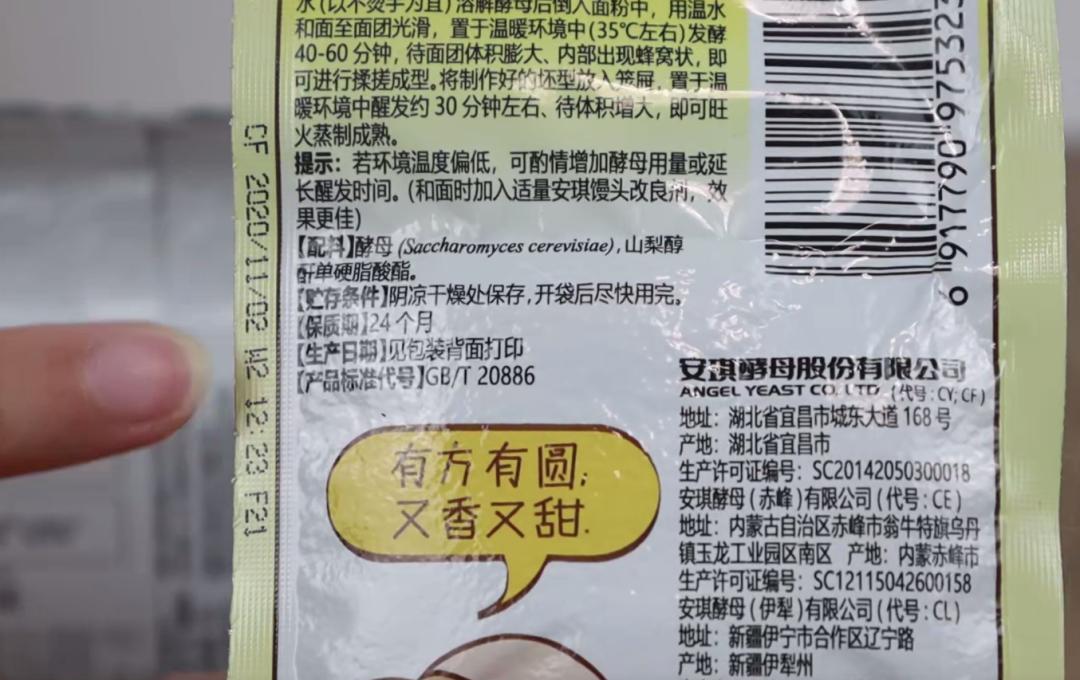 水(以不烫手为宜)溶解酵母后倒入面粉中，用温水
和面至面团光滑，置于温暖环境中(35℃左右)发酵
40-60 分钟，待面团体积膨大、内部出现蜂窝状，即
可进行揉搓成型。将制作好的坯型放入笼屉，置于温
暖环境中醒发约 30 分钟左右、待体积增大，即可旺
火蒸制成熟。
提示：若环境温度偏低，可酌情增加酵母用量或延
长醒发时间。(和面时加入适量安琪馒头改良剂，效
果更佳)
【配料】酵母 (Saccharomyces cerevisiae)，山梨醇
酐单硬脂酸酯。
【贮存条件】阴凉干燥处保存，开袋后尽快用完。
【保质期】24 个月
【生产日期】见包装背面打印
【产品标准代号】GB/T 20886
CF 2020/11/02 W2 12:23 F21
有方有圆；
又香又甜.
安琪酵母股份有限公司
ANGEL YEAST CO., LTD. (代号：CY; CF)
地址：湖北省宜昌市城东大道 168 号
产地：湖北省宜昌市
生产许可证编号：SC20142050300018
安琪酵母(赤峰)有限公司(代号：CE)
地址：内蒙古自治区赤峰市翁牛特旗乌丹
镇玉龙工业园区南区 产地：内蒙赤峰市
生产许可证编号：SC12115042600158
安琪酵母(伊犁)有限公司(代号：CL)
地址：新疆伊宁市合作区辽宁路
产地：新疆伊犁州